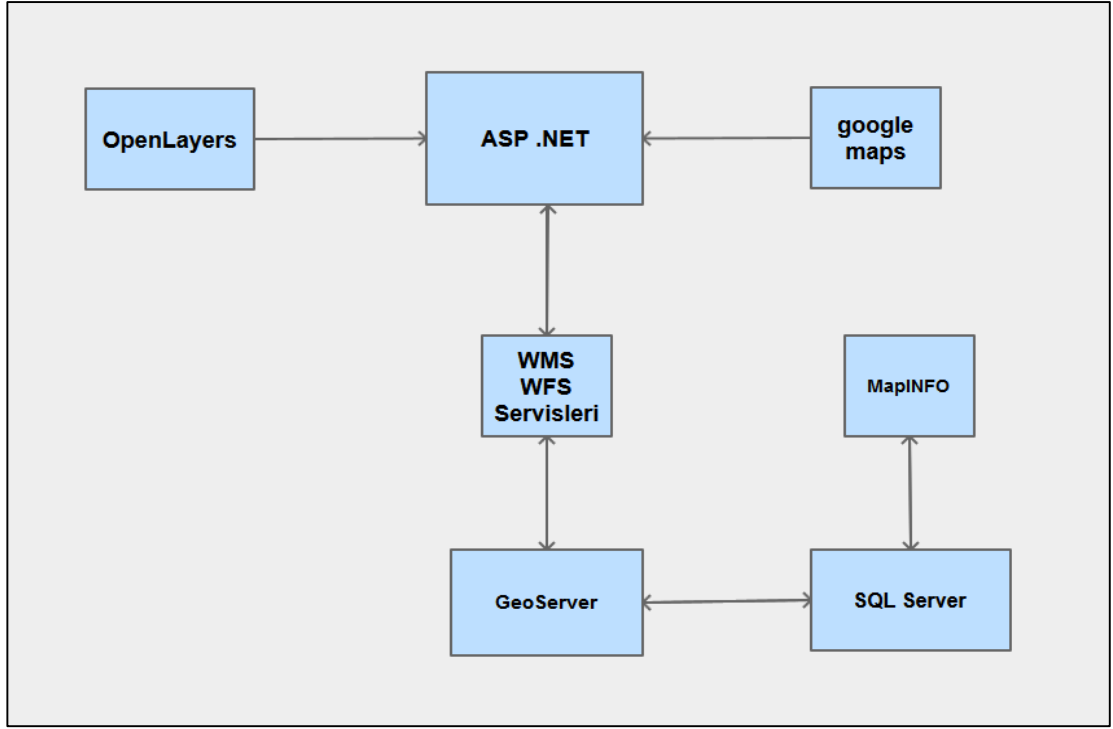 OpenLayers
ASP .NET
google
maps
WMS
WFS
Servisleri
MapINFO
GeoServer
SQL Server